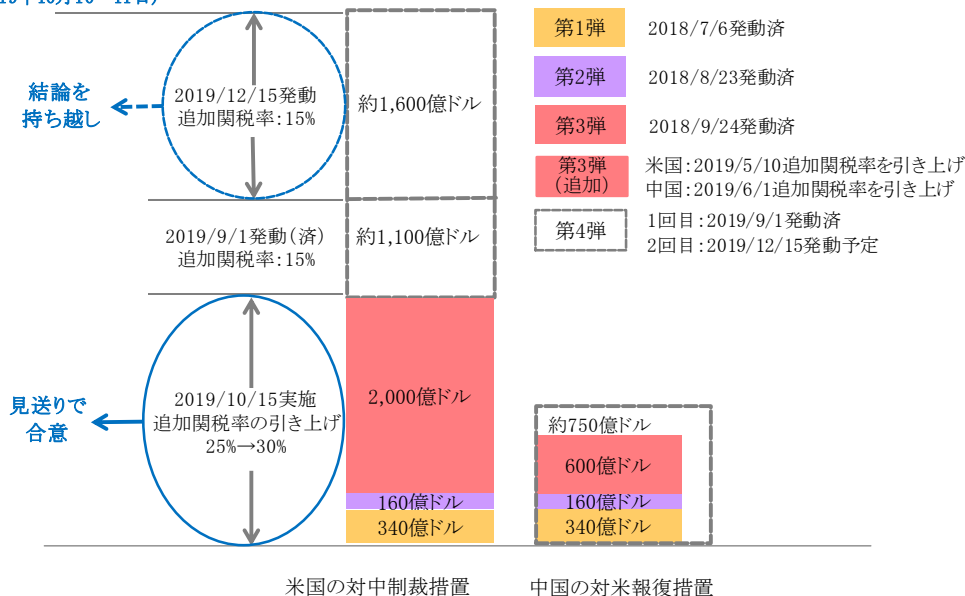 結論を
持ち越し
2019/12/15発動
追加関税率：15%
約1,600億ドル
2019/9/1発動（済）
追加関税率：15%
約1,100億ドル
見送りで
合意
2019/10/15実施
追加関税率の引き上げ
25%→30%
2,000億ドル
160億ドル
340億ドル
約750億ドル
600億ドル
160億ドル
340億ドル
米国の対中制裁措置
中国の対米報復措置
第1弾
2018/7/6発動済
第2弾
2018/8/23発動済
第3弾
2018/9/24発動済
第3弾
（追加）
米国：2019/5/10追加関税率を引き上げ
中国：2019/6/1追加関税率を引き上げ
第4弾
1回目：2019/9/1発動済
2回目：2019/12/15発動予定